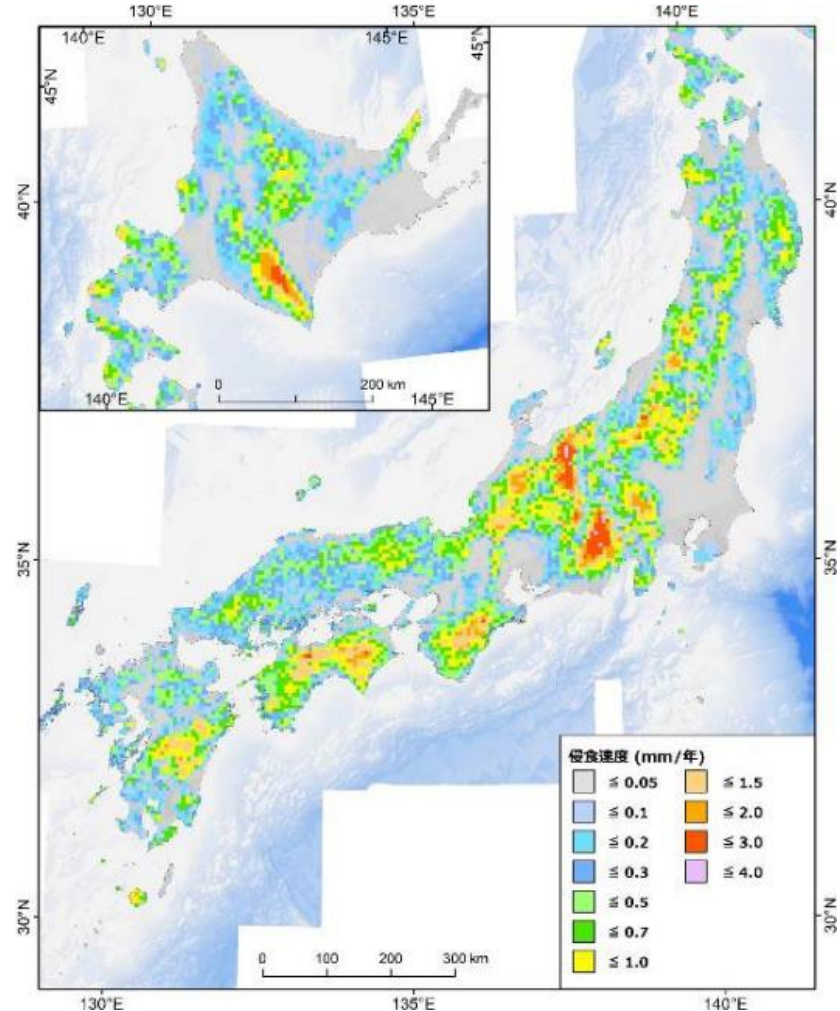 130°E 135°E 140°E
140°E 145°E
45°N 45°N
40°N 40°N
0 200 km
140°E 145°E
35°N 35°N
侵食速度 (mm/年)
≦ 0.05 ≦ 1.5
≦ 0.1 ≦ 2.0
≦ 0.2 ≦ 3.0
≦ 0.3 ≦ 4.0
≦ 0.5
≦ 0.7
≦ 1.0
30°N 30°N
0 100 200 300 km
130°E 135°E 140°E